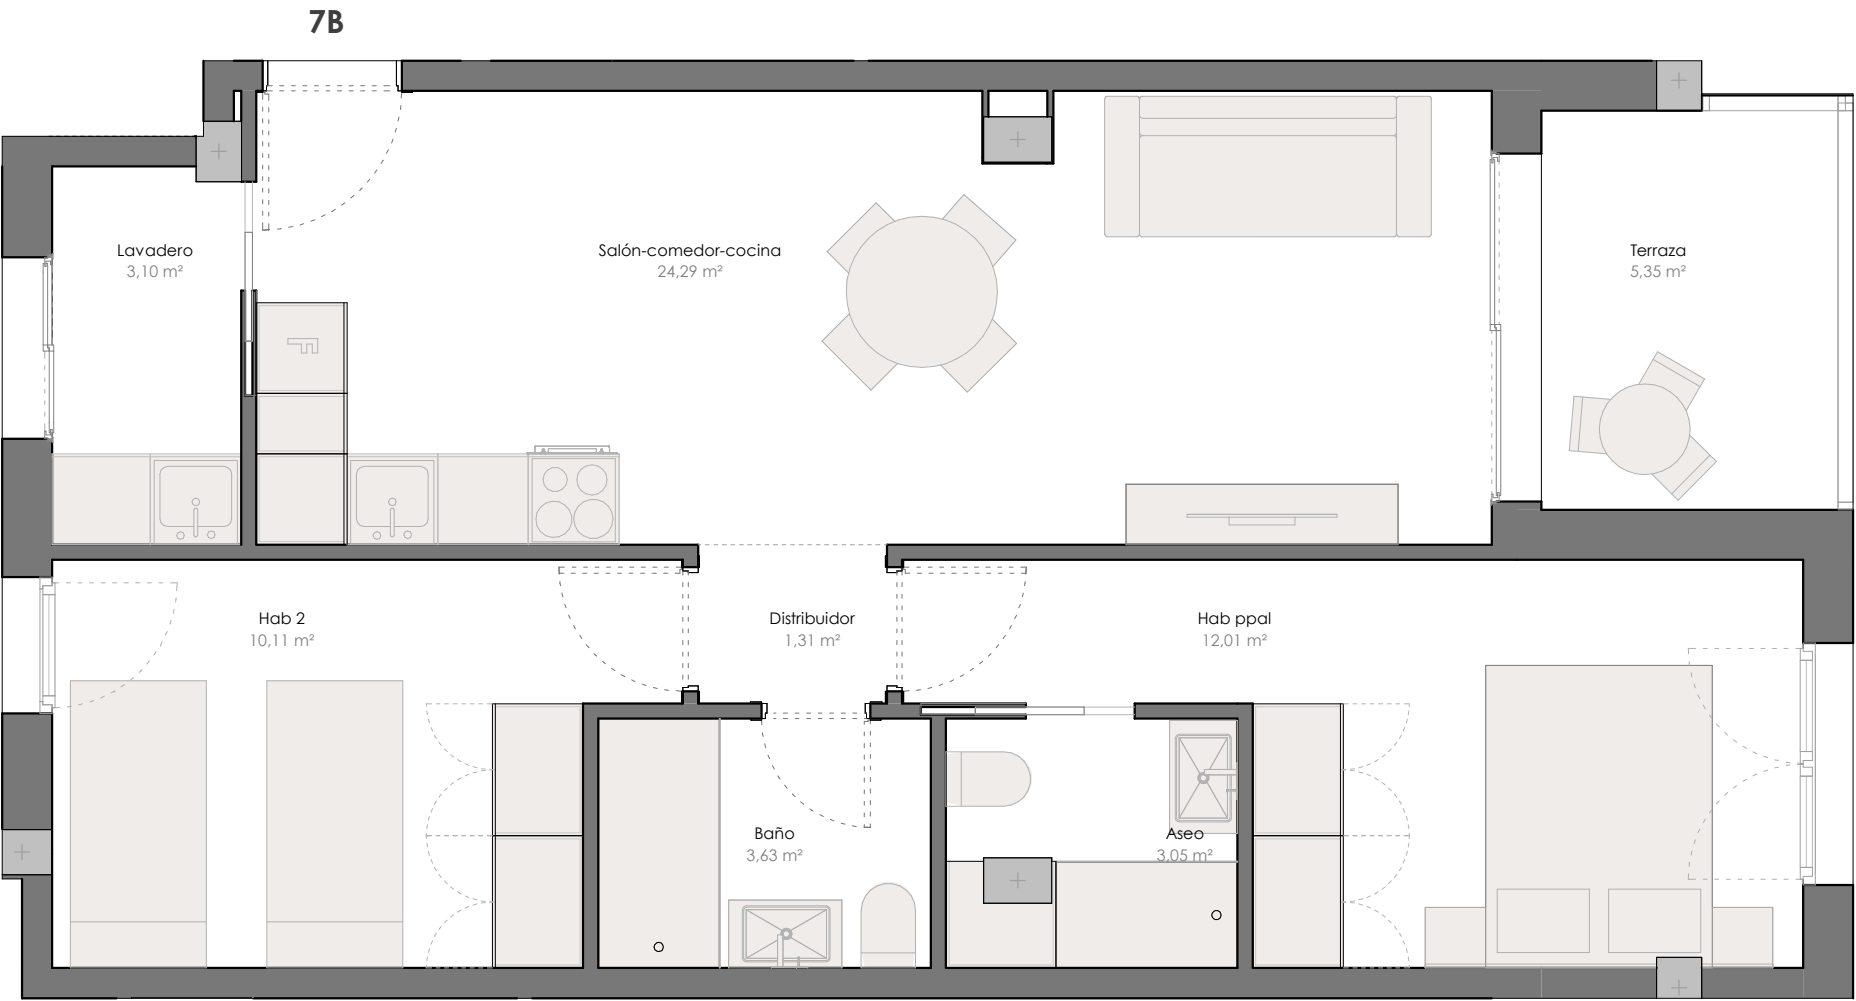 7B
Lavadero
3,10 m²
Salón-comedor-cocina
24,29 m²
Terraza
5,35 m²
F
Hab 2
10,11 m²
Distribuidor
1,31 m²
Hab ppal
12,01 m²
Baño
3,63 m²
Aseo
3,05 m²